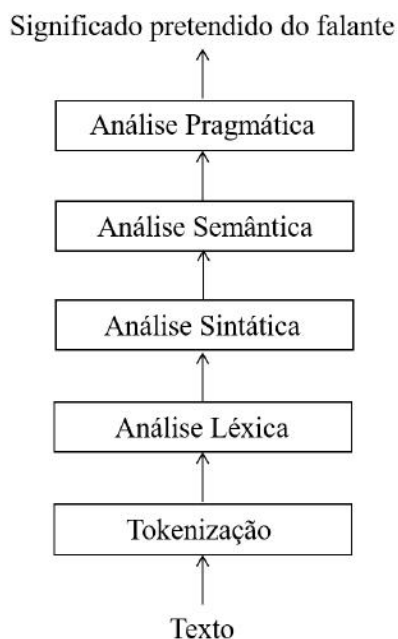 Significado pretendido do falante
Análise Pragmática
Análise Semântica
Análise Sintática
Análise Léxica
Tokenização
Texto